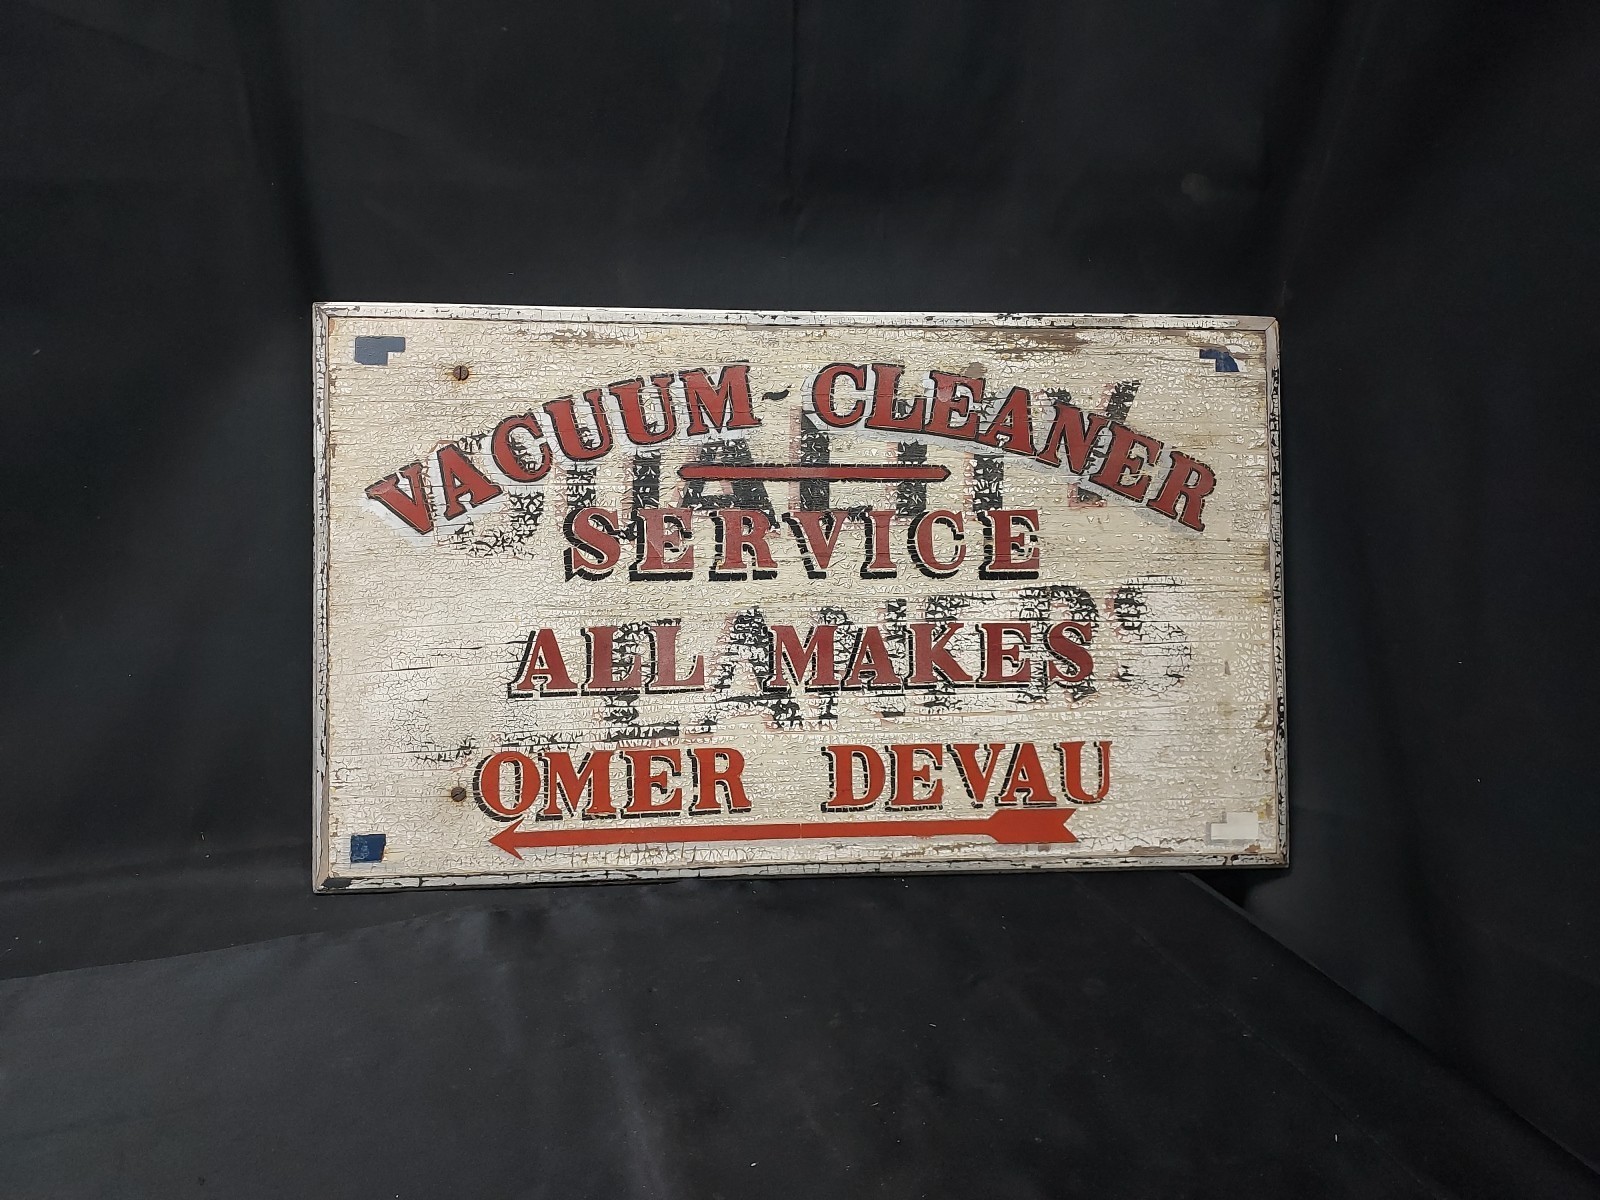 VACUUM-CLEANER
SERVICE
ALL MAKES
OMER DEVAU